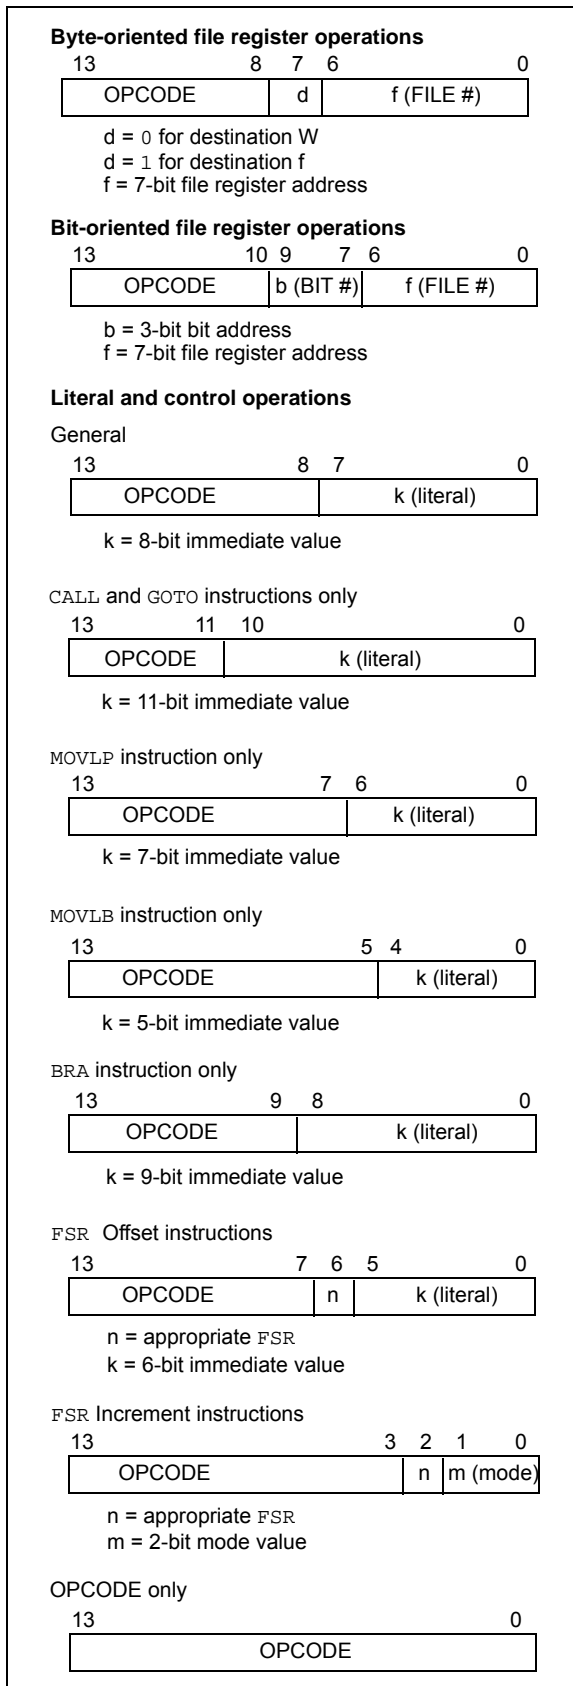 Byte-oriented file register operations
13 8 7 6 0
OPCODE d f (FILE #)
d = 0 for destination W
d = 1 for destination f
f = 7-bit file register address
Bit-oriented file register operations
13 10 9 7 6 0
OPCODE b (BIT #) f (FILE #)
b = 3-bit bit address
f = 7-bit file register address
Literal and control operations
General
13 8 7 0
OPCODE k (literal)
k = 8-bit immediate value
CALL and GOTO instructions only
13 11 10 0
OPCODE k (literal)
k = 11-bit immediate value
MOVLP instruction only
13 7 6 0
OPCODE k (literal)
k = 7-bit immediate value
MOVLB instruction only
13 5 4 0
OPCODE k (literal)
k = 5-bit immediate value
BRA instruction only
13 9 8 0
OPCODE k (literal)
k = 9-bit immediate value
FSR Offset instructions
13 7 6 5 0
OPCODE n k (literal)
n = appropriate FSR
k = 6-bit immediate value
FSR Increment instructions
13 3 2 1 0
OPCODE n m (mode)
n = appropriate FSR
m = 2-bit mode value
OPCODE only
13 0
OPCODE